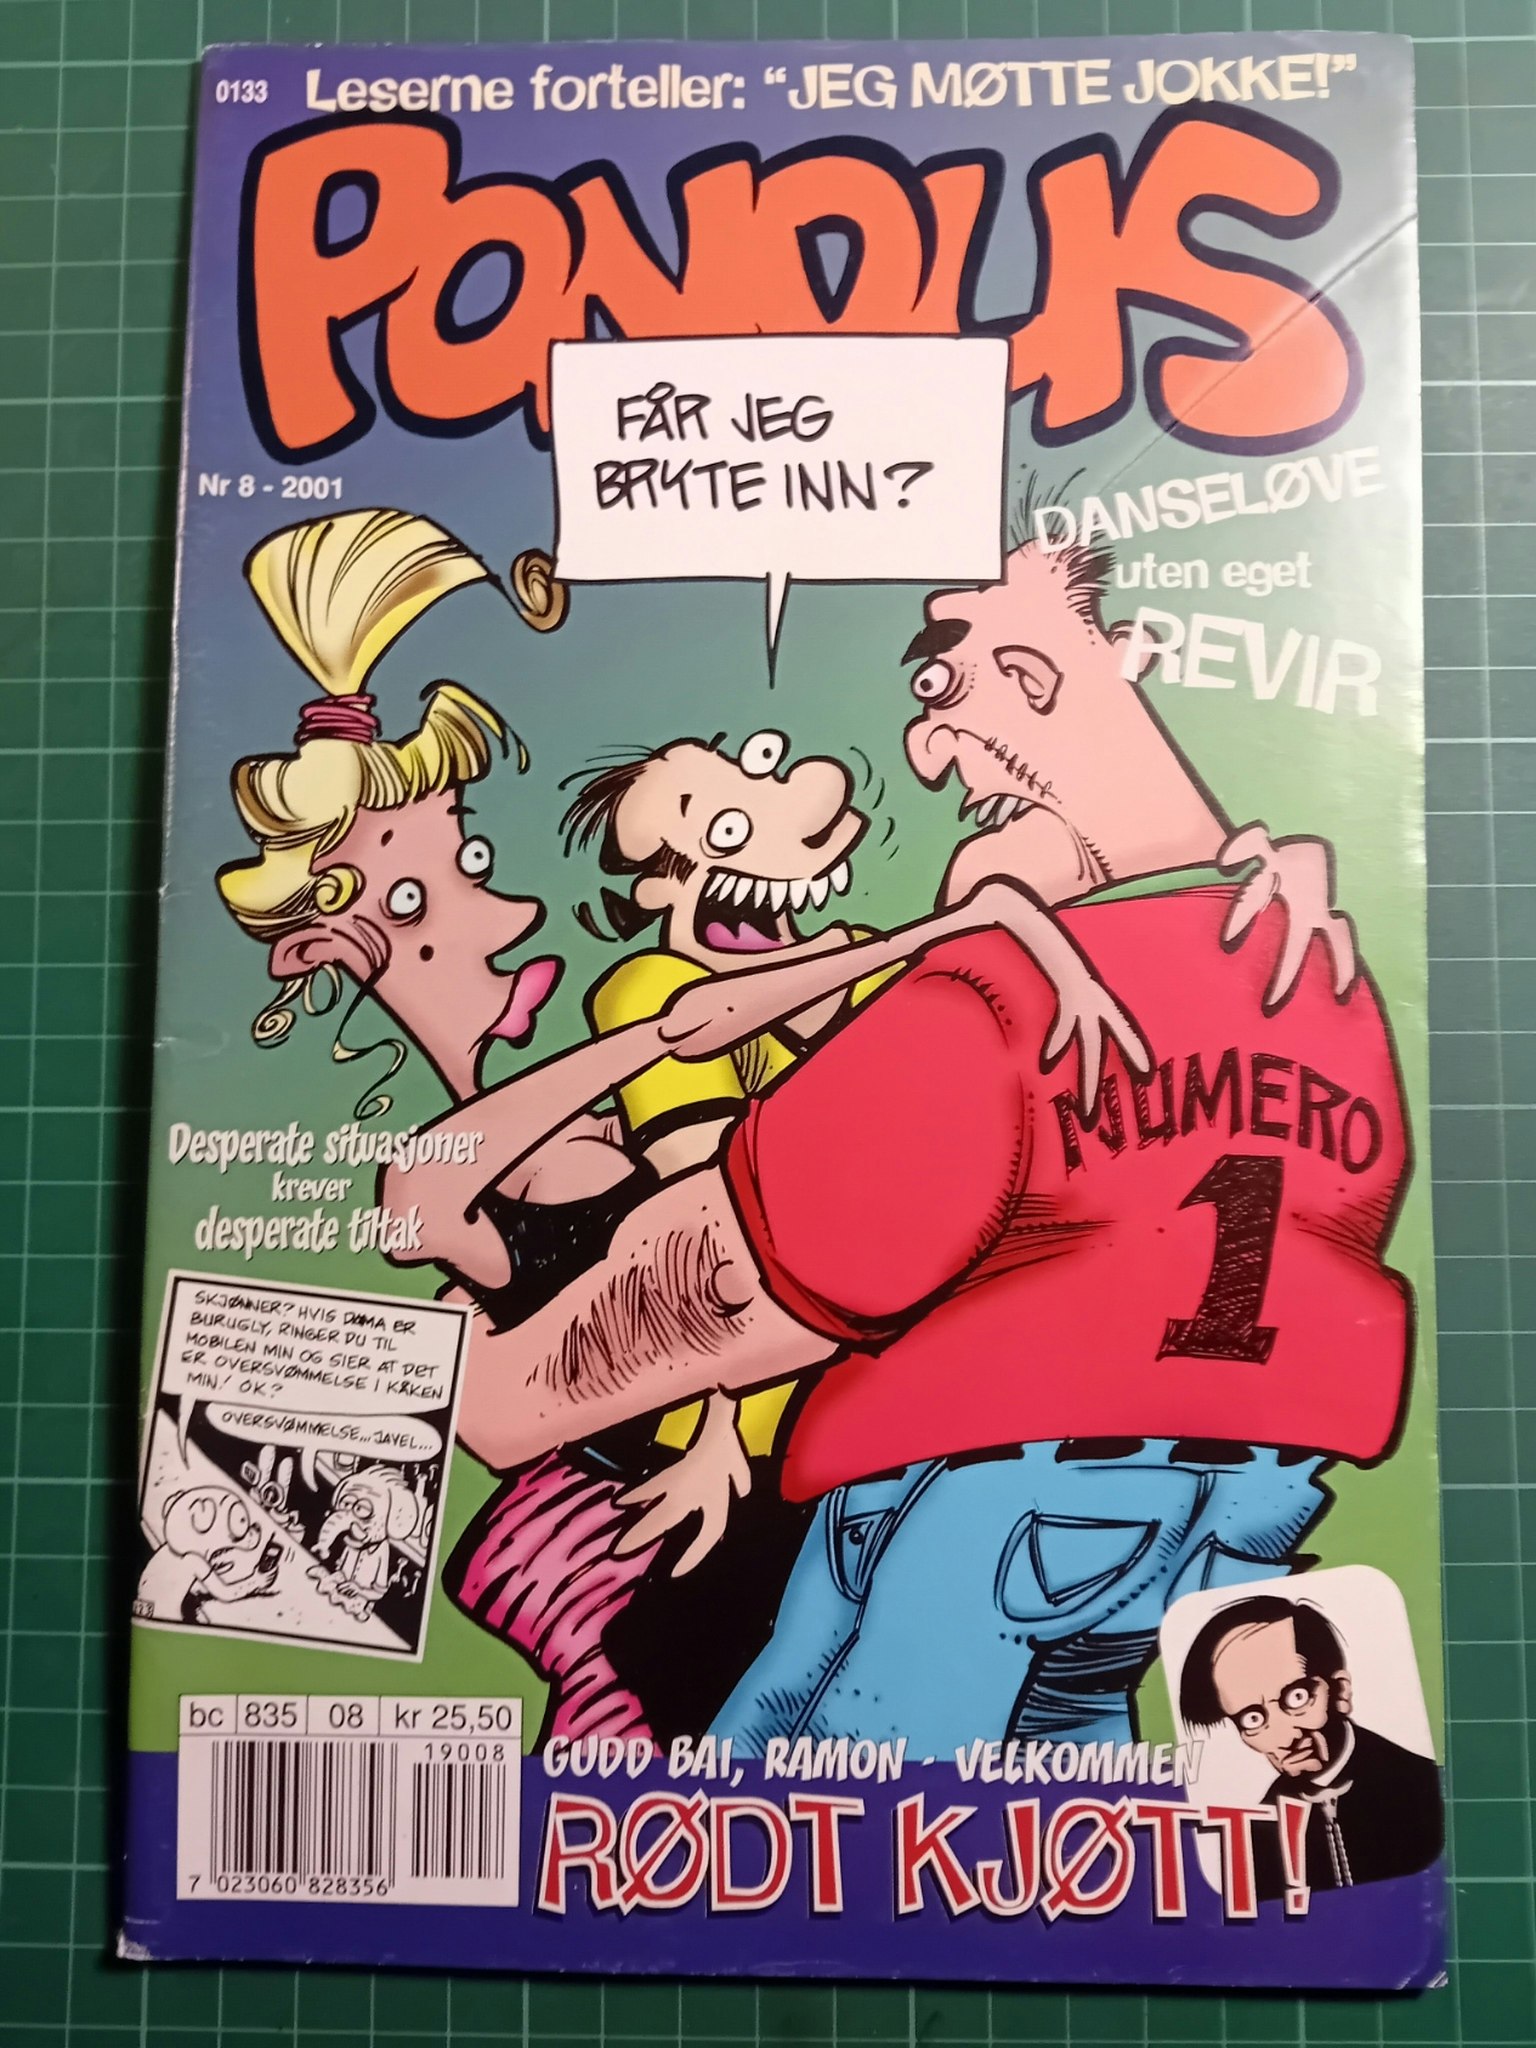 0133
Leserne forteller: “JEG MØTTE JOKKE!”
PONDUS
FÅR JEG
BRYTE INN?
Nr 8 - 2001
DANSELØVE
uten eget
REVIR
NUMERO
1
Desperate situasjoner
krever
desperate tiltak
SKJØNNER? HVIS DAMA ER
BURUGLY, RINGER DU TIL
MOBILEN MIN OG SIER AT DET
ER OVERSVØMMELSE I KÅKEN
MIN! OK?
OVERSVØMMELSE... JAVEL...
bc 835 08 kr 25,50
19008
7 023060 828356
GUDD BAI, RAMON - VELKOMMEN
RØDT KJØTT!